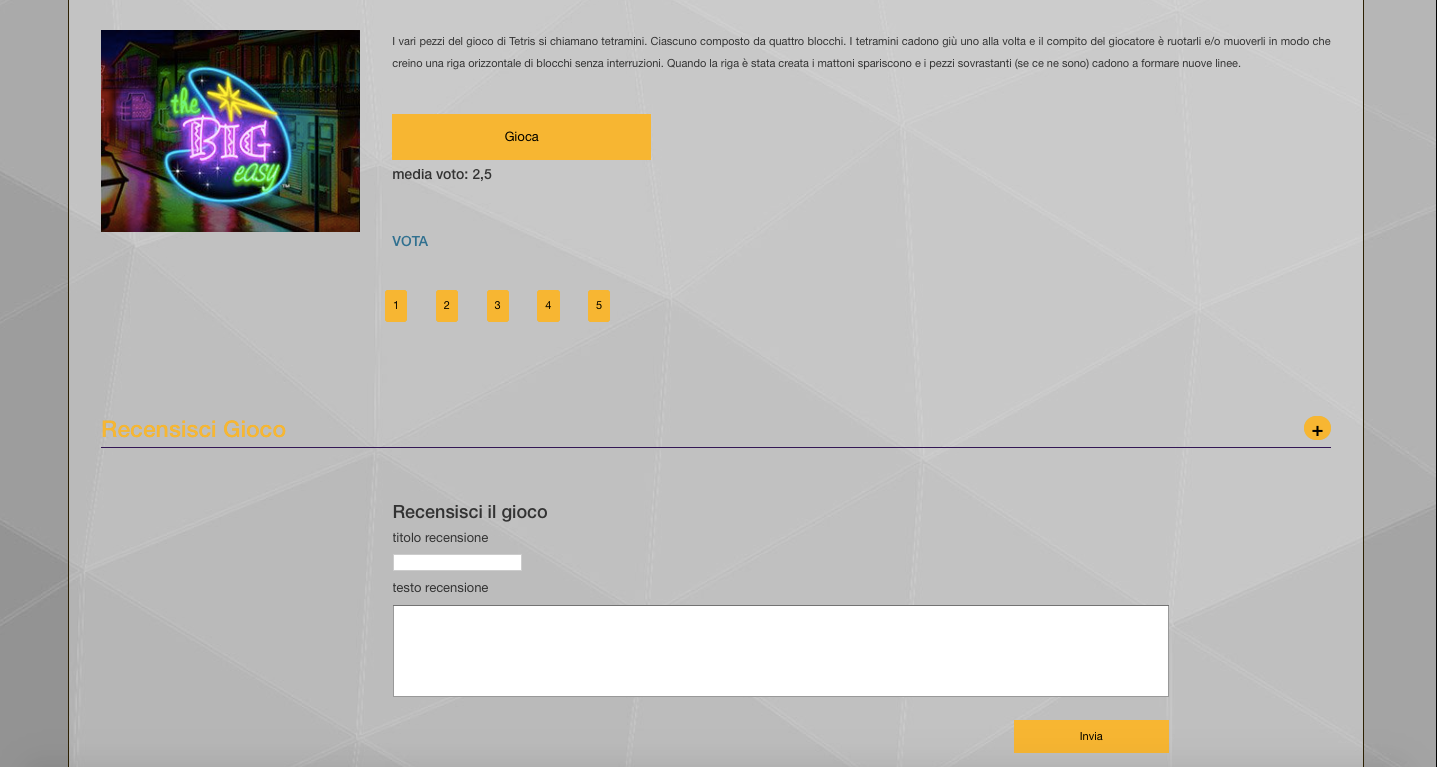 the
BIG
easy
™
I vari pezzi del gioco di Tetris si chiamano tetramini. Ciascuno composto da quattro blocchi. I tetramini cadono giù uno alla volta e il compito del giocatore è ruotarli e/o muoverli in modo che
creino una riga orizzontale di blocchi senza interruzioni. Quando la riga è stata creata i mattoni spariscono e i pezzi sovrastanti (se ce ne sono) cadono a formare nuove linee.
Gioca
media voto: 2,5
VOTA
1 2 3 4 5
Recensisci Gioco +
Recensisci il gioco
titolo recensione
testo recensione
Invia